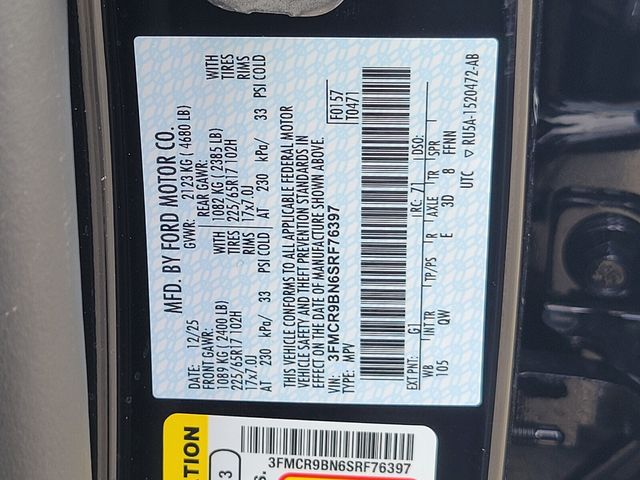 MFD. BY FORD MOTOR CO.
DATE: 12/25 GVWR: 2123 KG ( 4680 LB)
FRONT GAWR: REAR GAWR:
1089 KG ( 2400 LB) WITH 1082 KG ( 2385 LB) WITH
225/65R17 102H TIRES 225/65R17 102H TIRES
17x7.0J RIMS 17x7.0J RIMS
AT 230 kPa/ 33 PSI COLD AT 230 kPa/ 33 PSI COLD
THIS VEHICLE CONFORMS TO ALL APPLICABLE FEDERAL MOTOR
VEHICLE SAFETY AND THEFT PREVENTION STANDARDS IN
EFFECT ON THE DATE OF MANUFACTURE SHOWN ABOVE.
VIN: 3FMCR9BN6SRF76397 F0157
TYPE: MPV T0471
EXT PNT: G1 RC: 71 DSO:
WB INT TR TP/PS R AXLE TR SPR
105 QW E 3D 8 FFNN
UTC ▽ RU5A-1520472-AB
3FMCR9BN6SRF76397
3